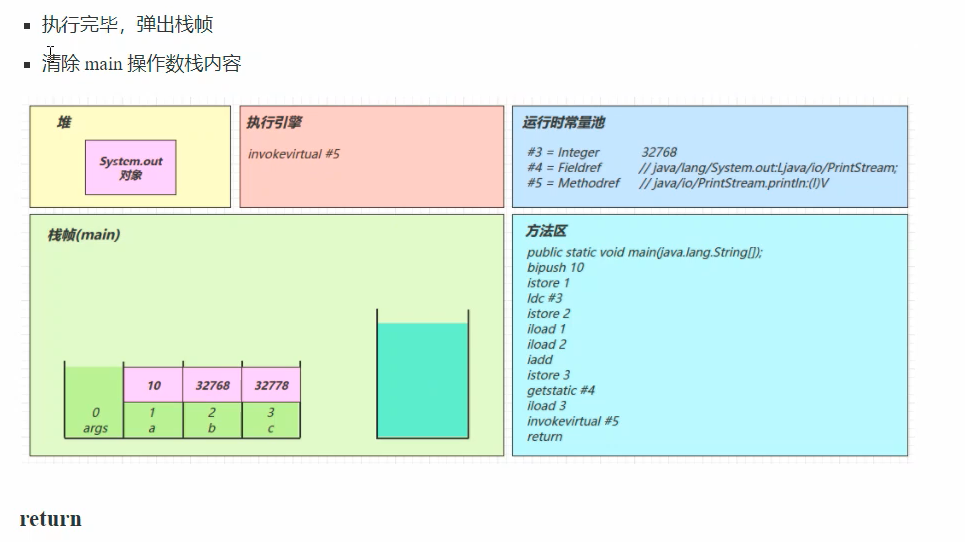 执行完毕，弹出栈帧
清除 main 操作数栈内容
堆
System.out
对象
执行引擎
invokevirtual #5
运行时常量池
#3 = Integer 32768
#4 = Fieldref // java/lang/System.out:Ljava/io/PrintStream;
#5 = Methodref // java/io/PrintStream.println:(I)V
栈帧(main)
10 32768 32778
0 1 2 3
args a b c
方法区
public static void main(java.lang.String[]);
bipush 10
istore 1
ldc #3
istore 2
iload 1
iload 2
iadd
istore 3
getstatic #4
iload 3
invokevirtual #5
return
return